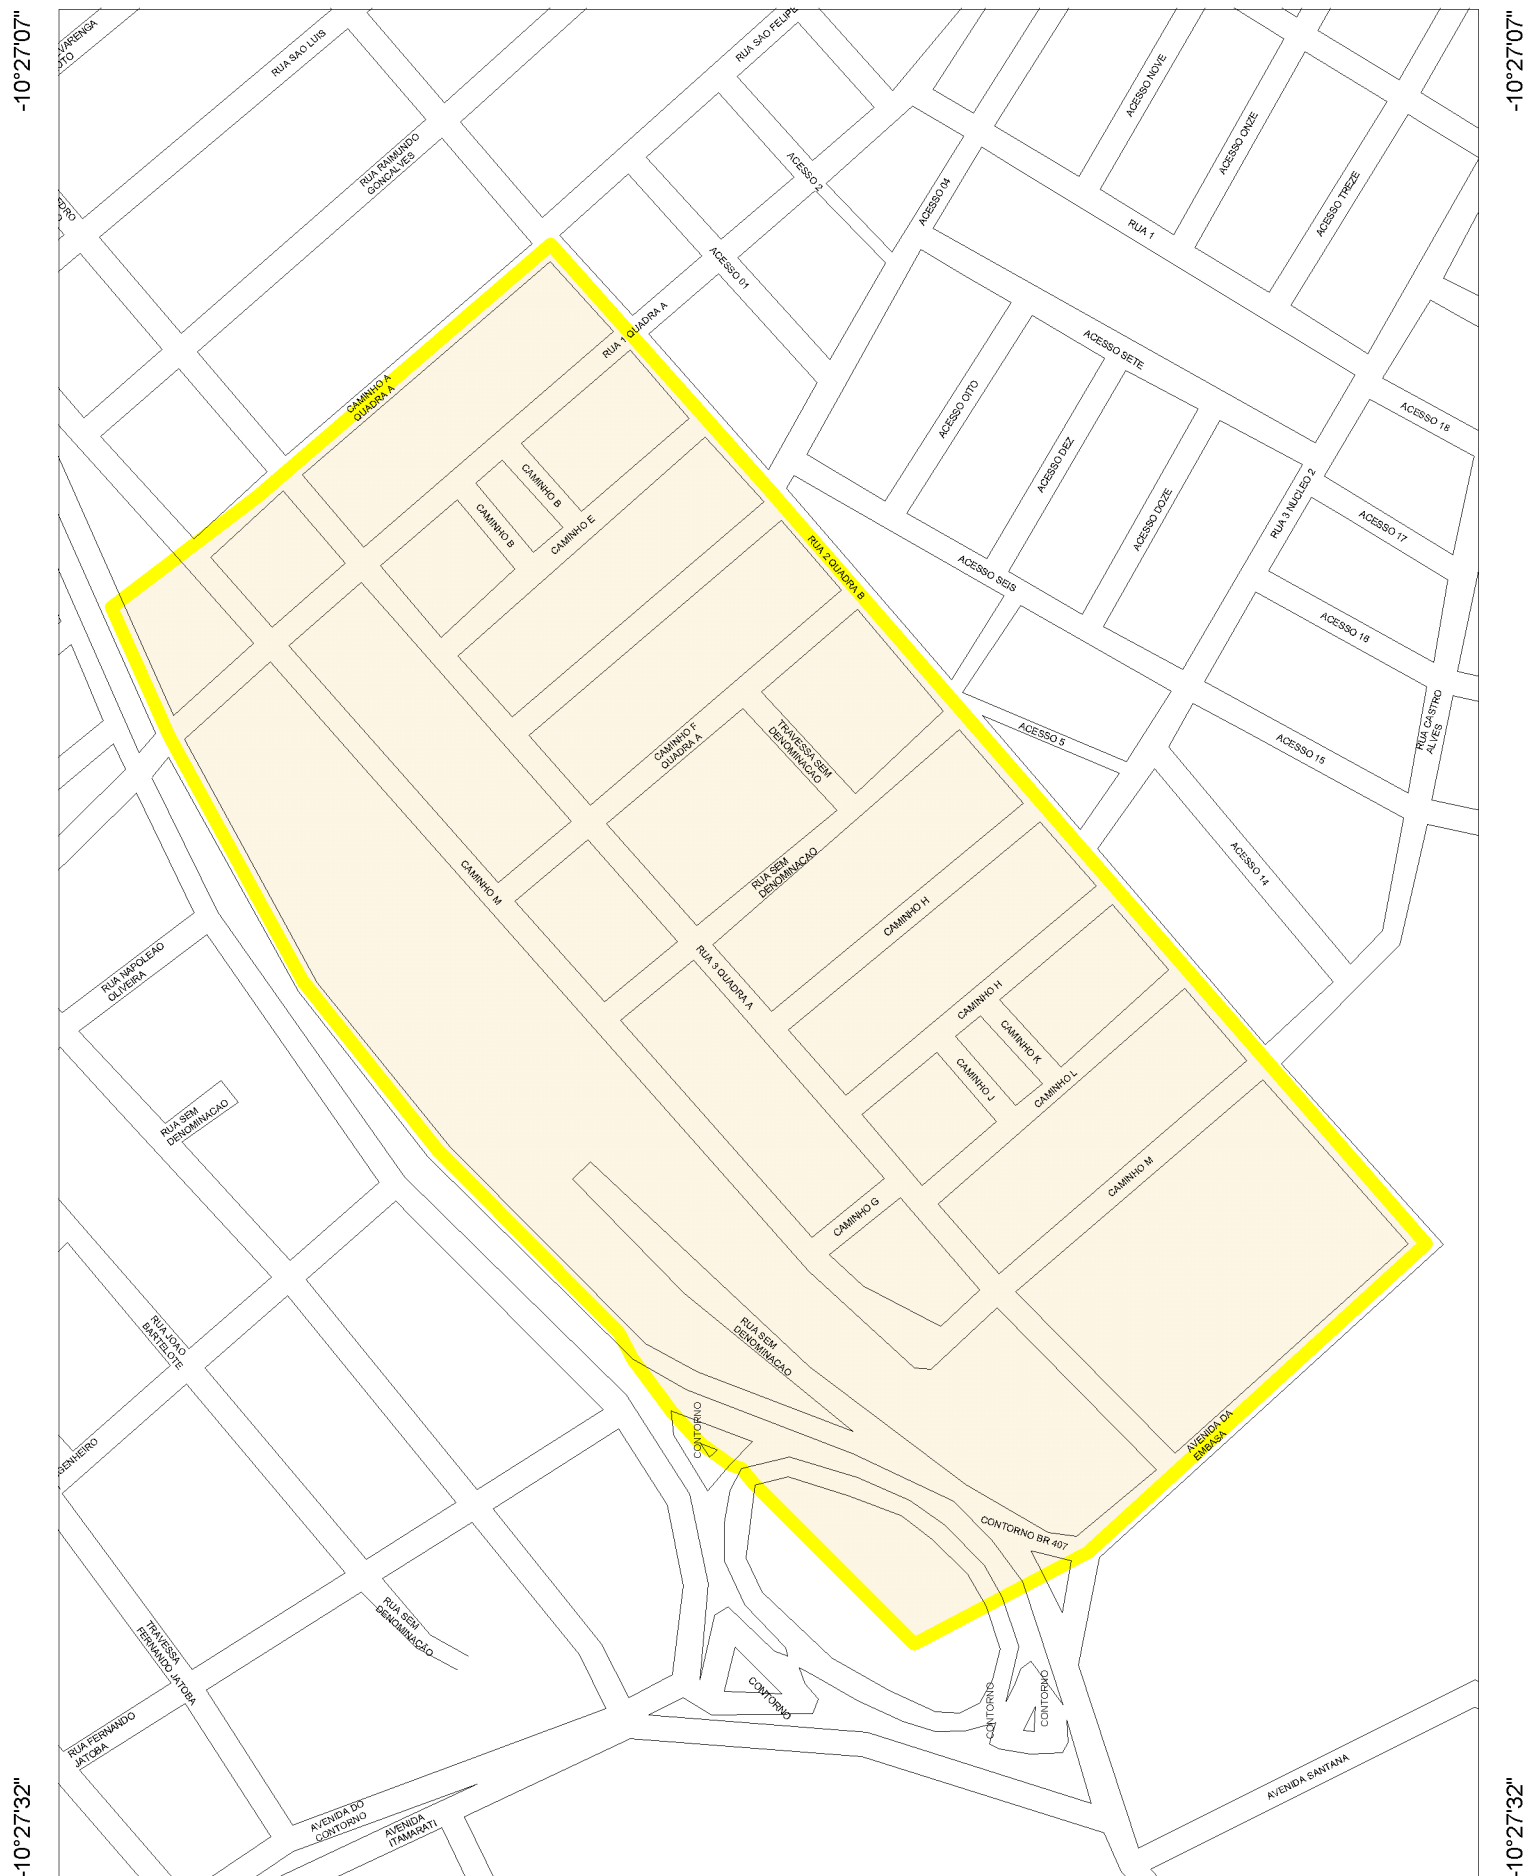 -10°27'07"
-10°27'07"
RUA SAO LUIS
RUA SAO FELIPE
RUA RAIMUNDO
GONCALVES
ACESSO 2
ACESSO 04
ACESSO NOVE
ACESSO ONZE
ACESSO TREZE
RUA 1
ACESSO 01
RUA 1 QUADRA A
CAMINHO A
QUADRA A
ACESSO SETE
ACESSO OITO
ACESSO DEZ
ACESSO DOZE
ACESSO 18
RUA 3 NUCLEO 2
ACESSO 17
CAMINHO B
CAMINHO B
CAMINHO E
RUA 2 QUADRA B
ACESSO SEIS
ACESSO 16
RUA CASTRO
ALVES
ACESSO 5
ACESSO 15
CAMINHO F
QUADRA A
TRAVESSA SEM
DENOMINACAO
ACESSO 14
CAMINHO M
RUA SEM
DENOMINACAO
CAMINHO H
RUA NAPOLEAO
OLIVEIRA
RUA 3 QUADRA A
CAMINHO H
CAMINHO K
CAMINHO J
CAMINHO L
RUA SEM
DENOMINACAO
CAMINHO M
CAMINHO G
RUA JOAO
BARTELOTE
RUA SEM
DENOMINACAO
CONTORNO
AVENIDA DA
EMBASA
GENHEIRO
CONTORNO BR 407
RUA SEM
DENOMINAÇÃO
TRAVESSA
FERNANDO JATOBA
CONTORNO
CONTORNO
CONTORNO
RUA FERNANDO
JATOBA
AVENIDA DO
CONTORNO
AVENIDA
ITAMARATI
AVENIDA SANTANA
-10°27'32"
-10°27'32"